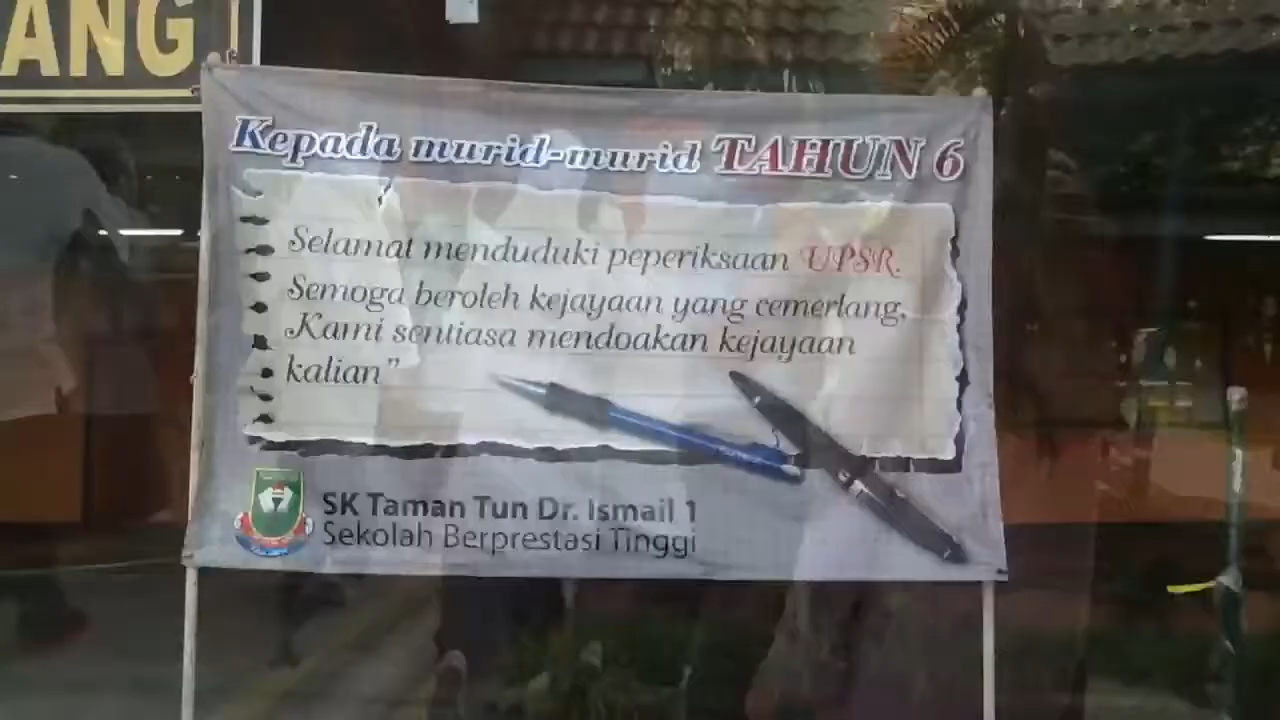 ANG
Kepada murid-murid TAHUN 6
Selamat menduduki peperiksaan UPSR.
Semoga beroleh kejayaan yang cemerlang,
Kami sentiasa mendoakan kejayaan
kalian”
SK Taman Tun Dr. Ismail 1
Sekolah Berprestasi Tinggi